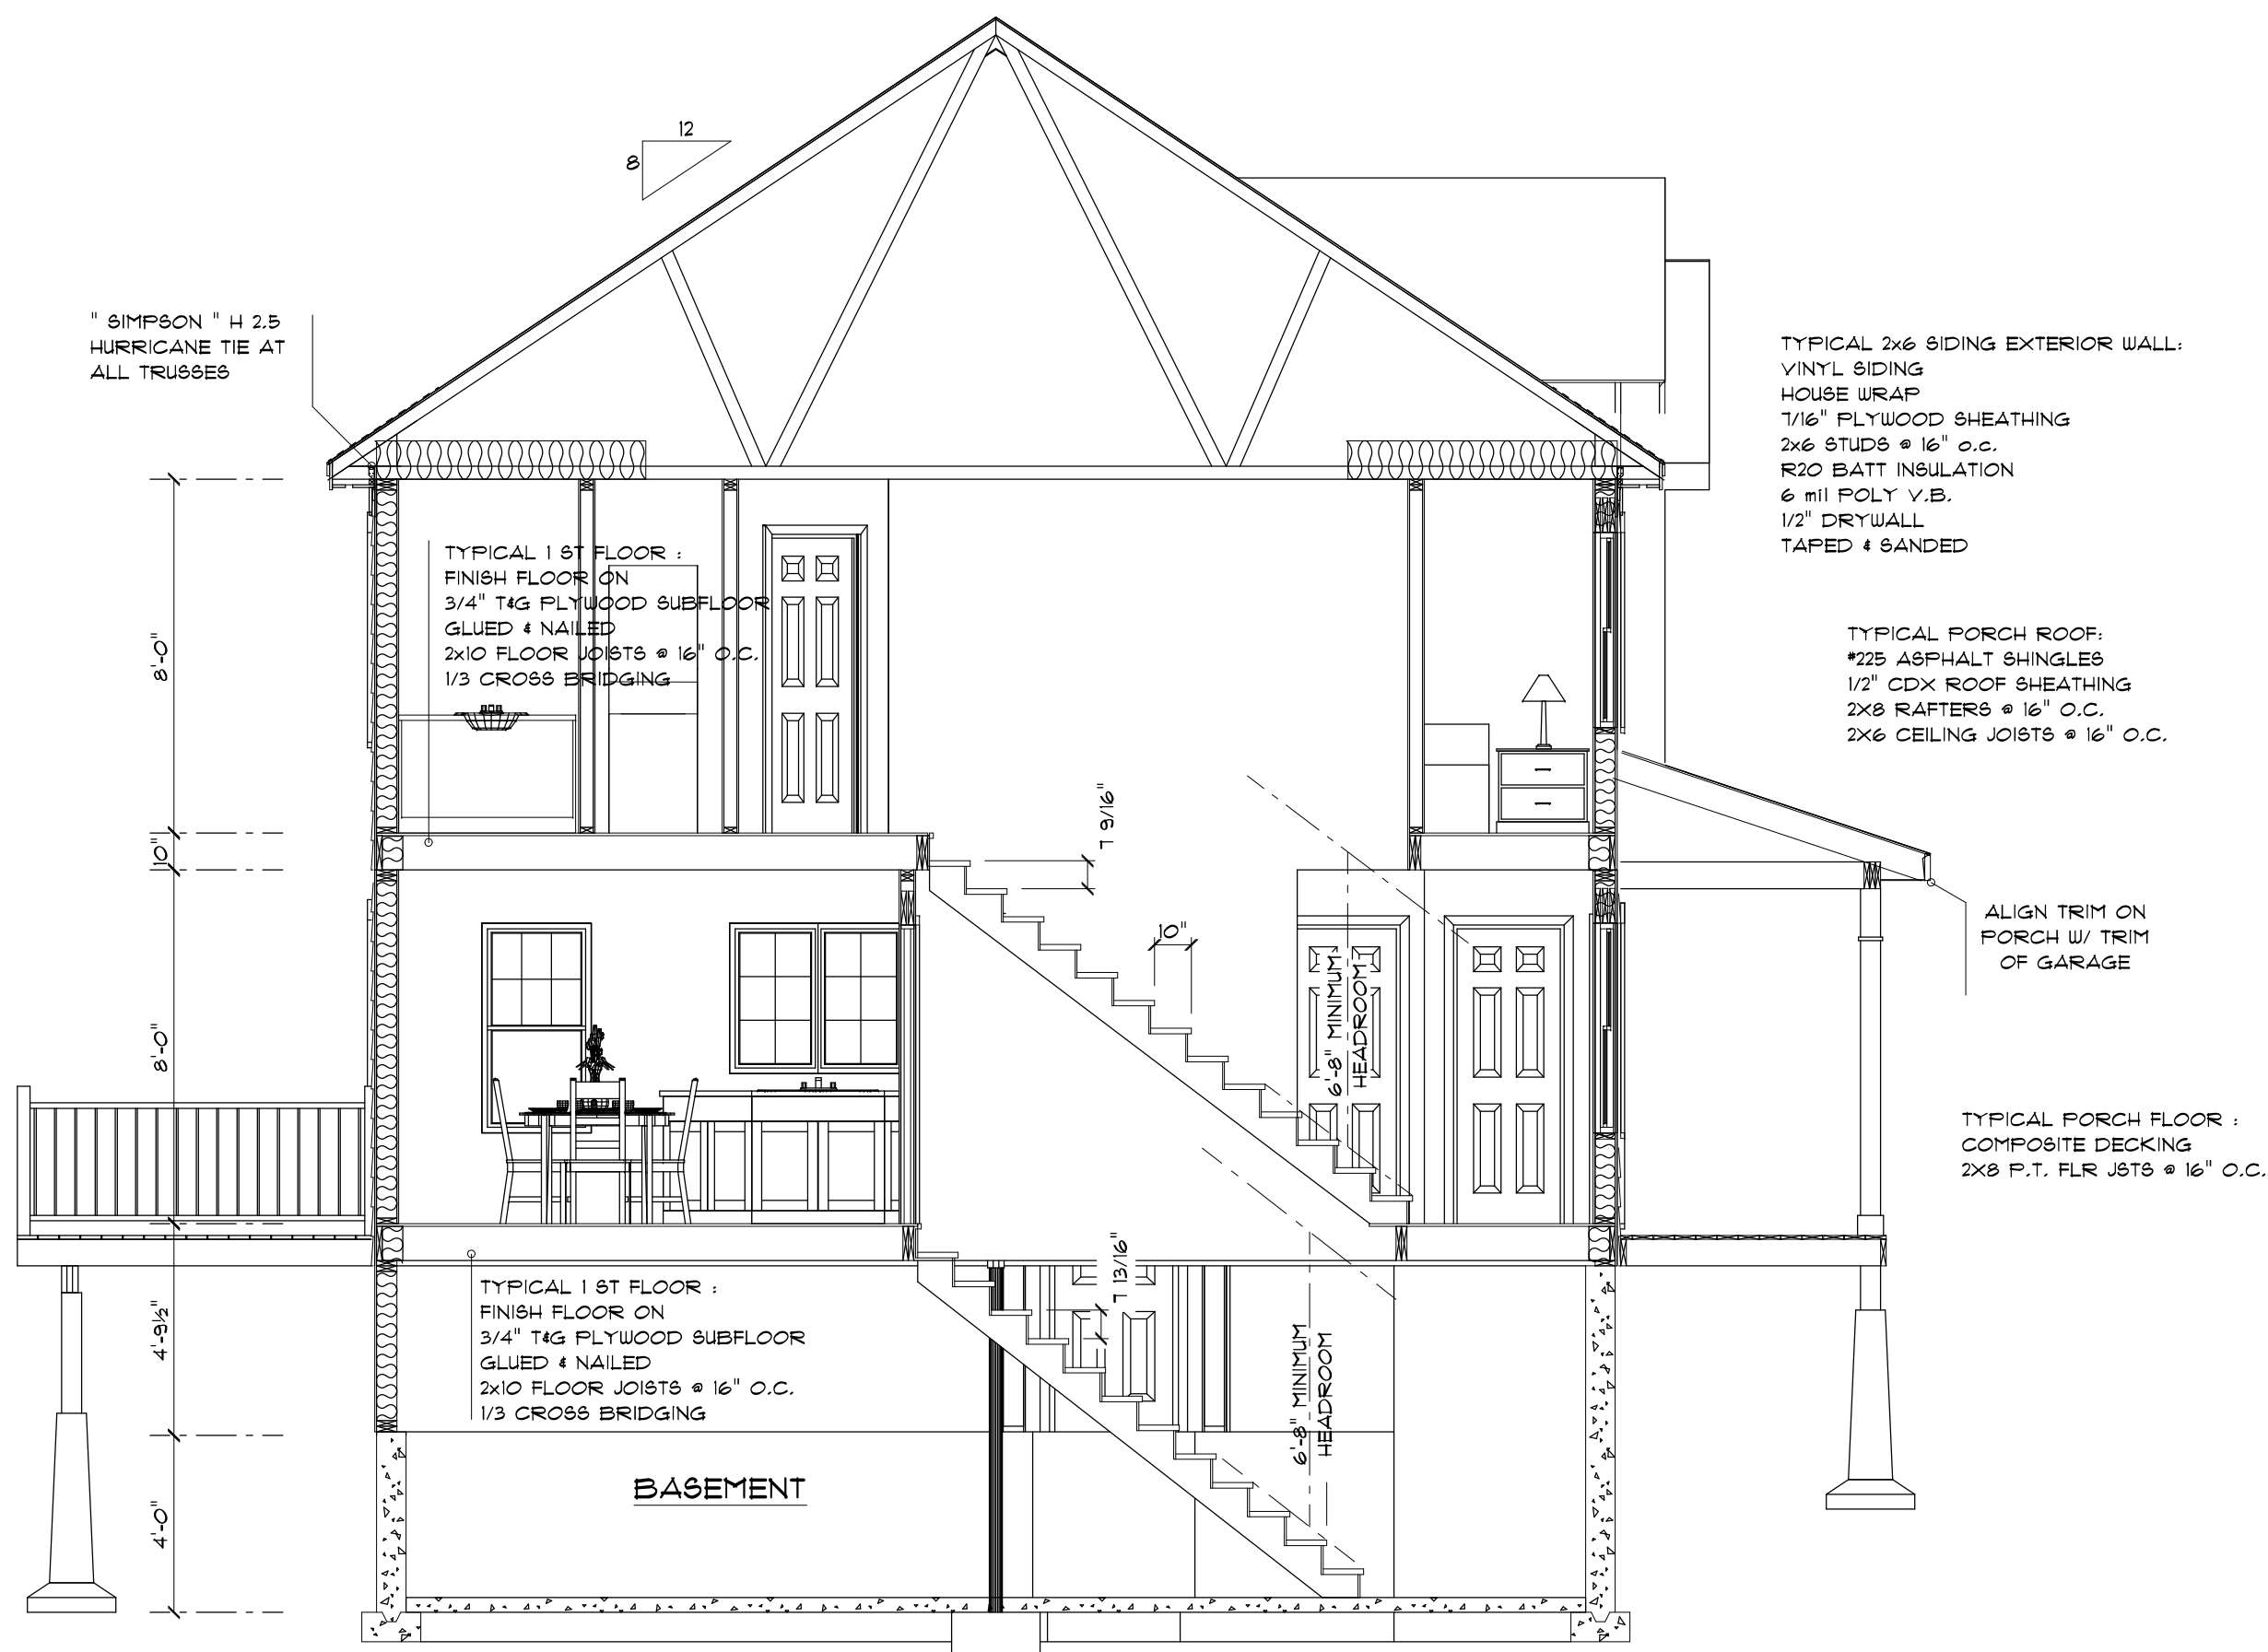 12
8
" SIMPSON " H 2.5
HURRICANE TIE AT
ALL TRUSSES
TYPICAL 2x6 SIDING EXTERIOR WALL:
VINYL SIDING
HOUSE WRAP
7/16" PLYWOOD SHEATHING
2x6 STUDS @ 16" O.C.
R20 BATT INSULATION
6 mil POLY V.B.
1/2" DRYWALL
TAPED & SANDED
TYPICAL 1 ST FLOOR :
FINISH FLOOR ON
3/4" T&G PLYWOOD SUBFLOOR
GLUED & NAILED
2x10 FLOOR JOISTS @ 16" O.C.
1/3 CROSS BRIDGING
8'-0"
TYPICAL PORCH ROOF:
#225 ASPHALT SHINGLES
1/2" CDX ROOF SHEATHING
2X8 RAFTERS @ 16" O.C.
2X6 CEILING JOISTS @ 16" O.C.
7 9/16"
10"
10"
ALIGN TRIM ON
PORCH W/ TRIM
OF GARAGE
6'-8" MINIMUM
HEADROOM
8'-0"
TYPICAL PORCH FLOOR :
COMPOSITE DECKING
2X8 P.T. FLR JSTS @ 16" O.C.
7 13/16"
TYPICAL 1 ST FLOOR :
FINISH FLOOR ON
3/4" T&G PLYWOOD SUBFLOOR
GLUED & NAILED
2x10 FLOOR JOISTS @ 16" O.C.
1/3 CROSS BRIDGING
4'-9½"
6'-8" MINIMUM
HEADROOM
BASEMENT
4'-0"